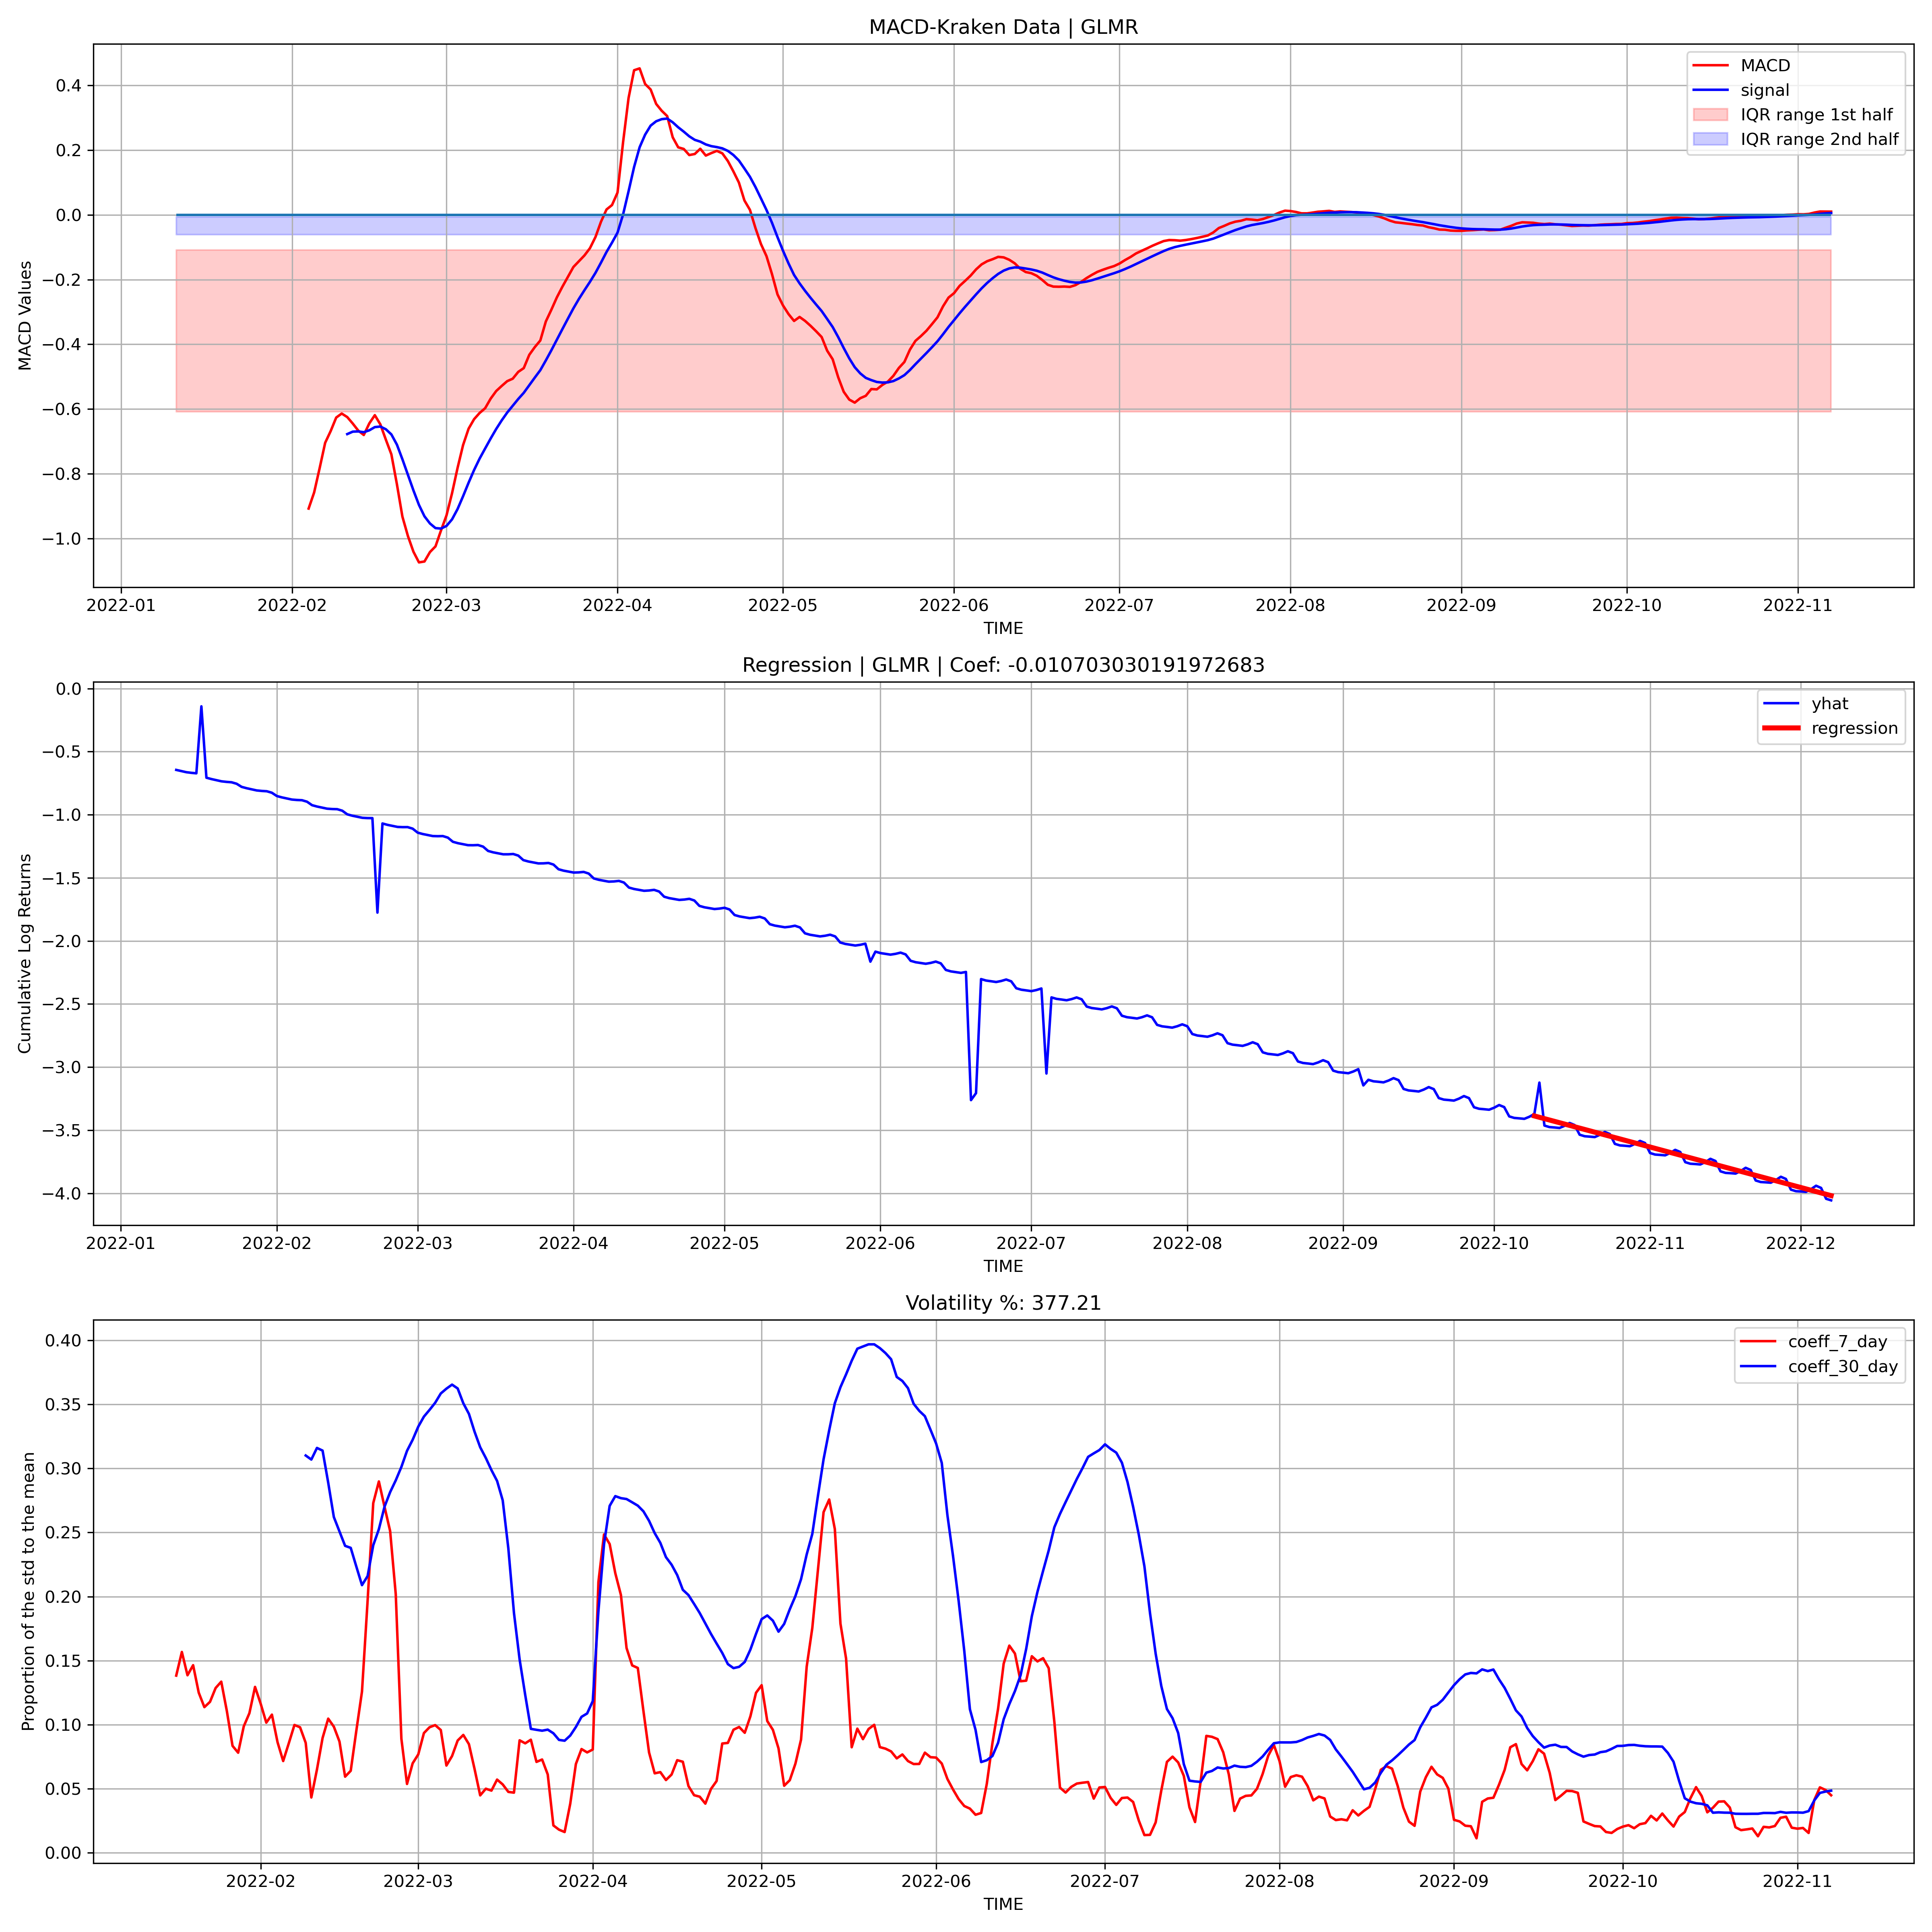 MACD-Kraken Data | GLMR
MACD
signal
IQR range 1st half
IQR range 2nd half
0.4
0.2
0.0
−0.2
−0.4
−0.6
−0.8
−1.0
MACD Values
2022-01 2022-02 2022-03 2022-04 2022-05 2022-06 2022-07 2022-08 2022-09 2022-10 2022-11
TIME
Regression | GLMR | Coef: -0.010703030191972683
yhat
regression
0.0
−0.5
−1.0
−1.5
−2.0
−2.5
−3.0
−3.5
−4.0
Cumulative Log Returns
2022-01 2022-02 2022-03 2022-04 2022-05 2022-06 2022-07 2022-08 2022-09 2022-10 2022-11 2022-12
TIME
Volatility %: 377.21
coeff_7_day
coeff_30_day
0.40
0.35
0.30
0.25
0.20
0.15
0.10
0.05
0.00
Proportion of the std to the mean
2022-02 2022-03 2022-04 2022-05 2022-06 2022-07 2022-08 2022-09 2022-10 2022-11
TIME